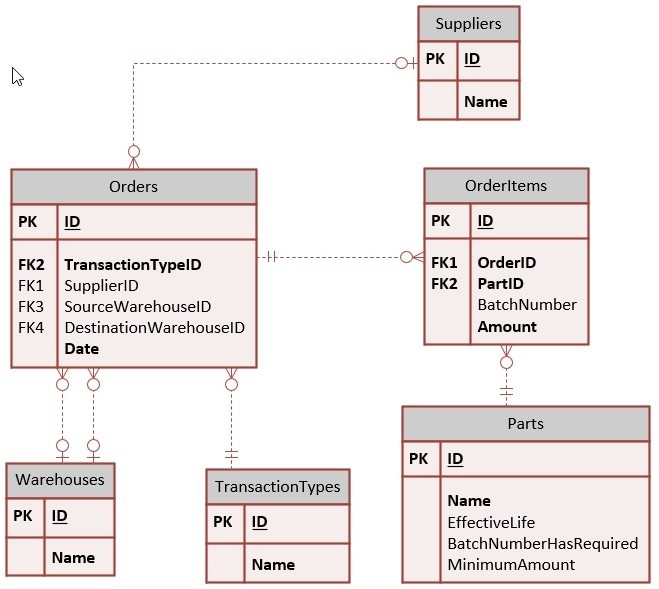 Suppliers
PK ID
Name
Orders
PK ID
FK2 TransactionTypeID
FK1 SupplierID
FK3 SourceWarehouseID
FK4 DestinationWarehouseID
Date
OrderItems
PK ID
FK1 OrderID
FK2 PartID
BatchNumber
Amount
Warehouses
PK ID
Name
TransactionTypes
PK ID
Name
Parts
PK ID
Name
EffectiveLife
BatchNumberHasRequired
MinimumAmount